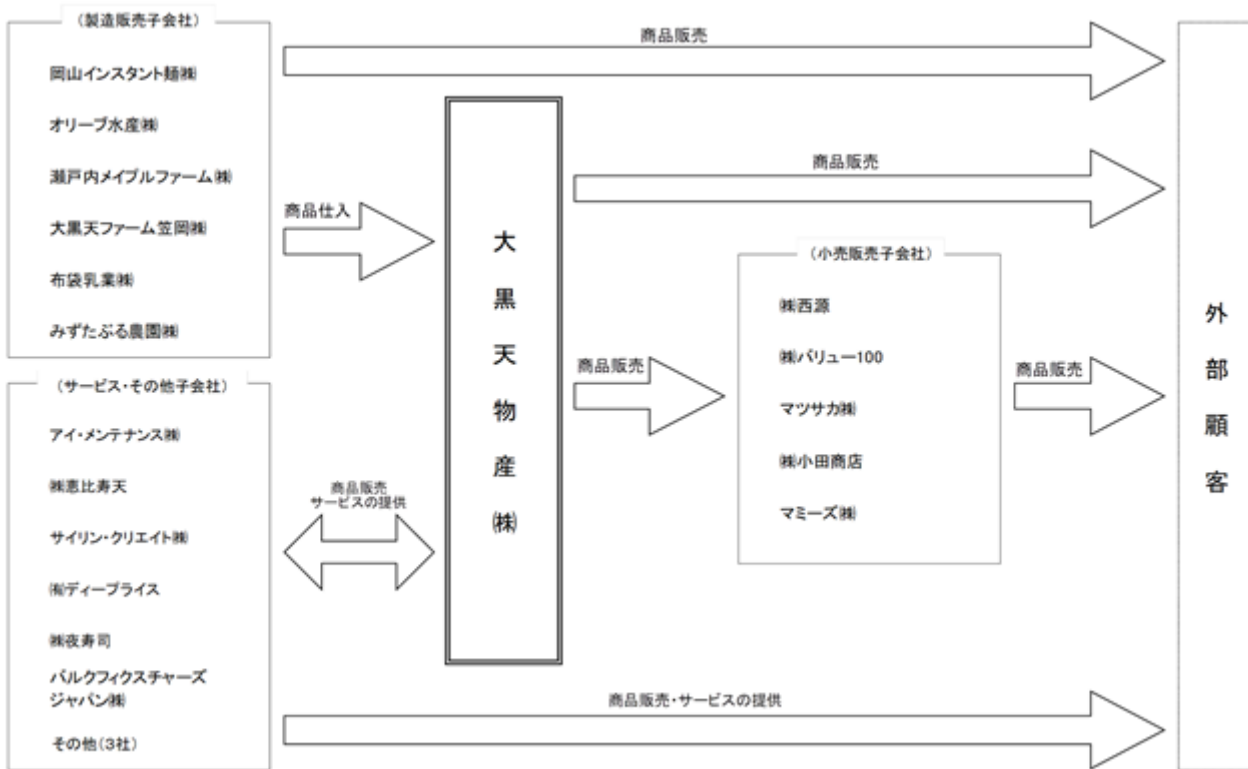 （製造販売子会社）
岡山インスタント麺㈱
オリーブ水産㈱
瀬戸内メイプルファーム㈱
大黒天ファーム笠岡㈱
布袋乳業㈱
みずたぶる農園㈱
（サービス・その他子会社）
アイ・メンテナンス㈱
㈱恵比寿天
サイリン・クリエイト㈱
㈲ディープライス
㈱夜寿司
バルクフィクスチャーズ
ジャパン㈱
その他（3社）
商品仕入
商品販売
サービスの提供
大黒天物産㈱
商品販売
商品販売
商品販売
（小売販売子会社）
㈱西源
㈱バリュー100
マツサカ㈱
㈱小田商店
マミーズ㈱
商品販売
商品販売・サービスの提供
外部顧客